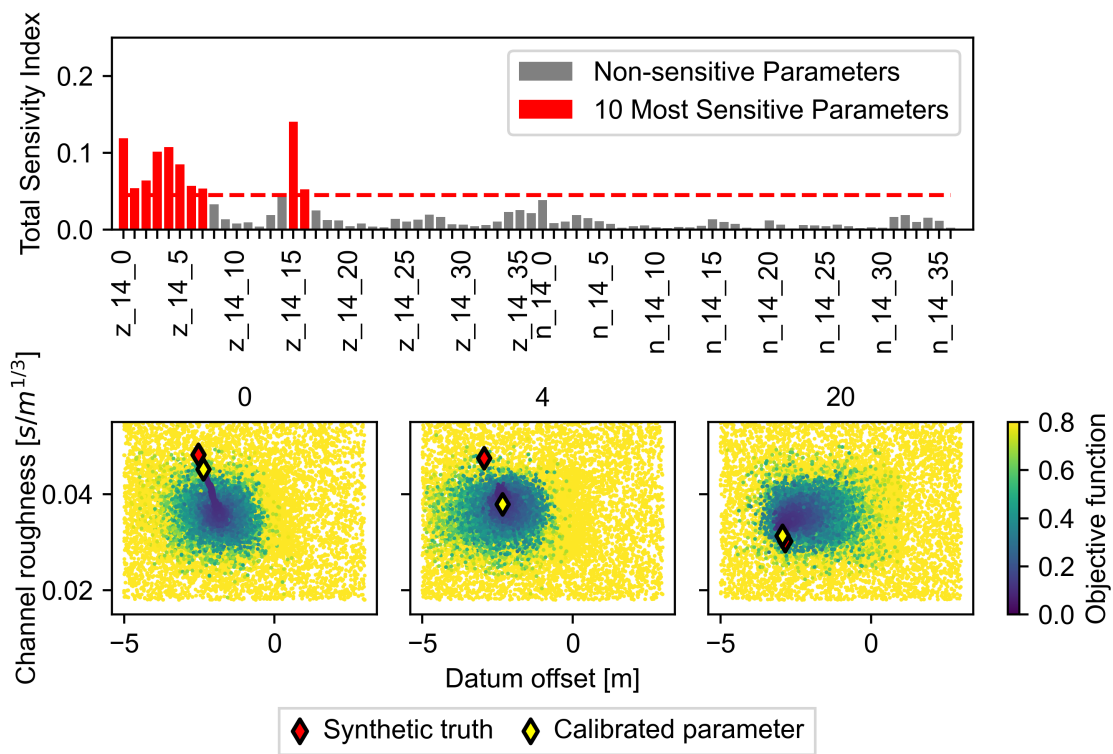 Total Sensivity Index
0.2
0.1
0.0
Non-sensitive Parameters
10 Most Sensitive Parameters
z_14_0
z_14_5
z_14_10
z_14_15
z_14_20
z_14_25
z_14_30
z_14_35
n_14_0
n_14_5
n_14_10
n_14_15
n_14_20
n_14_25
n_14_30
n_14_35
Channel roughness [s/m^{1/3}]
0 4 20
0.04
0.02
−5 0 −5 0 −5 0
Datum offset [m]
0.8
0.6
0.4
0.2
0.0
Objective function
Synthetic truth Calibrated parameter